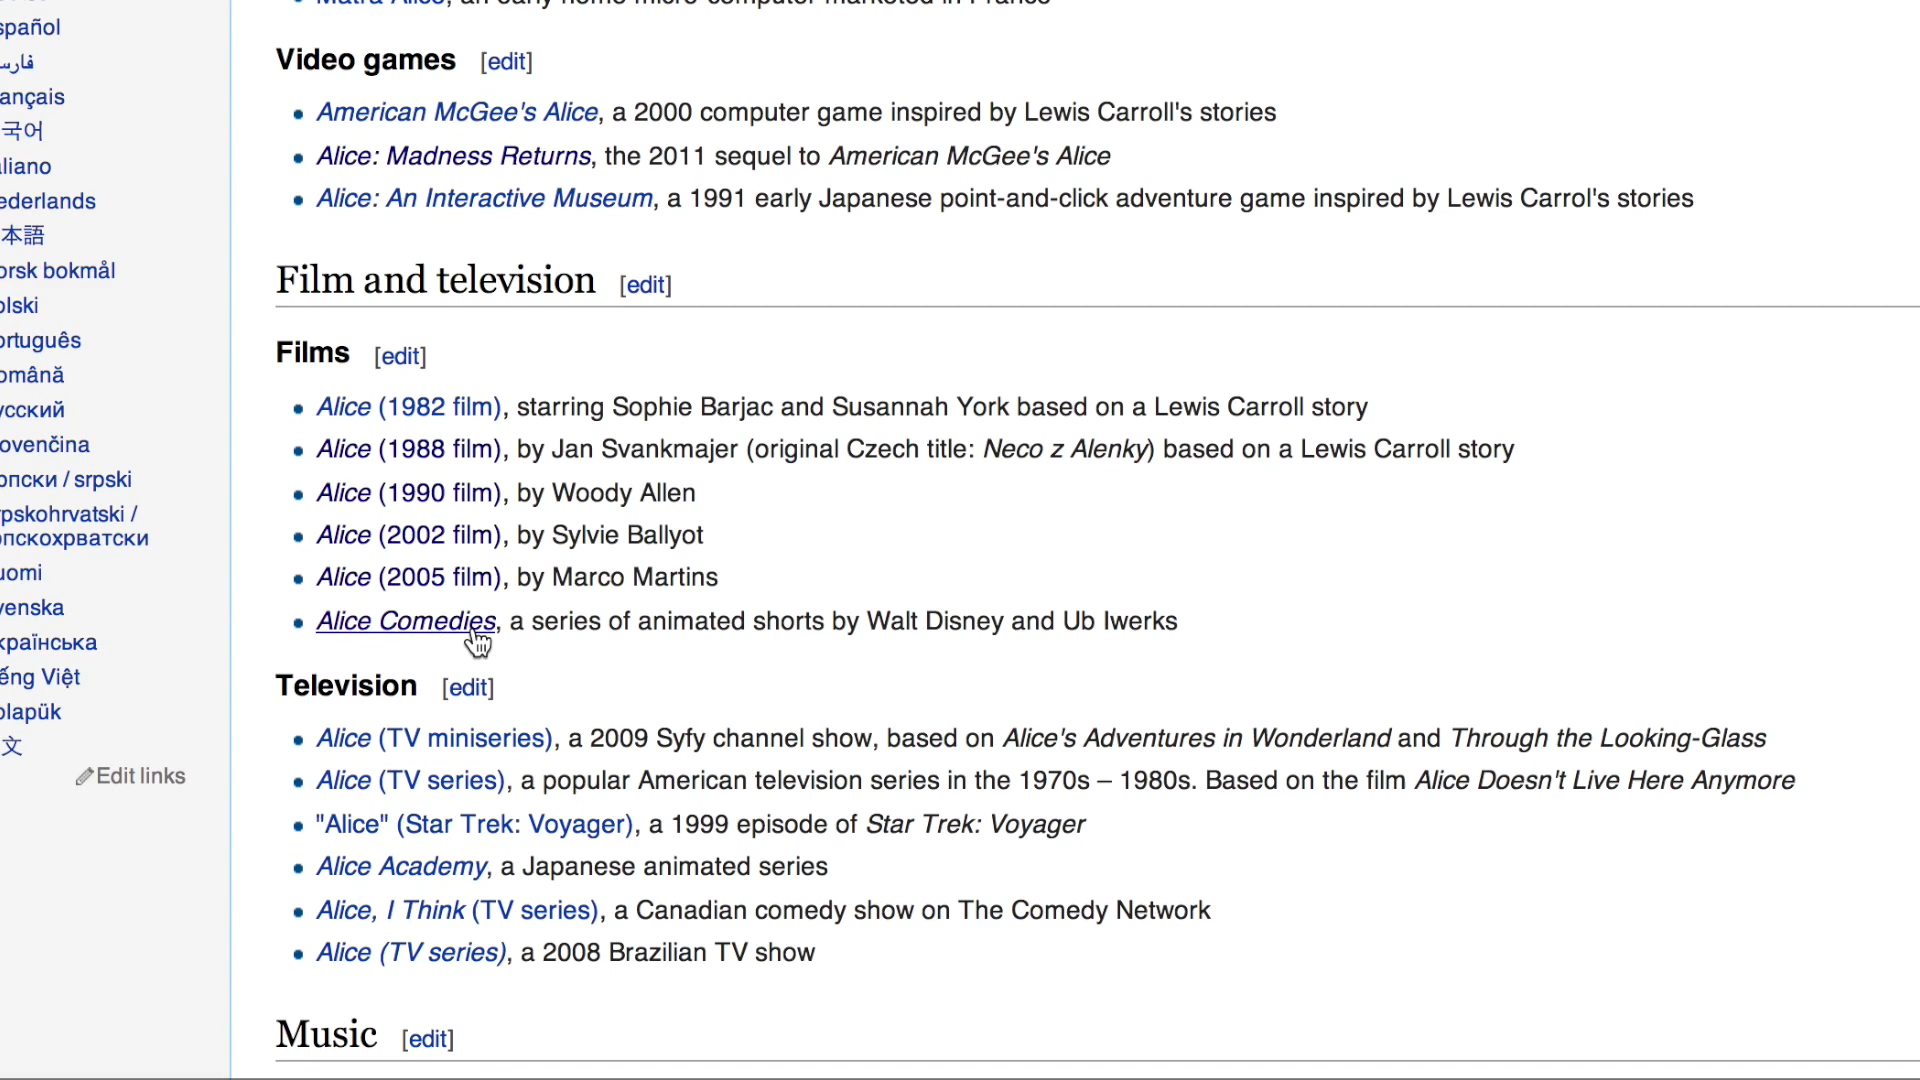 Matra Alice, an early home micro-computer marketed in France
Video games [edit]
American McGee's Alice, a 2000 computer game inspired by Lewis Carroll's stories
Alice: Madness Returns, the 2011 sequel to American McGee's Alice
Alice: An Interactive Museum, a 1991 early Japanese point-and-click adventure game inspired by Lewis Carrol's stories
Film and television [edit]
Films [edit]
Alice (1982 film), starring Sophie Barjac and Susannah York based on a Lewis Carroll story
Alice (1988 film), by Jan Svankmajer (original Czech title: Neco z Alenky) based on a Lewis Carroll story
Alice (1990 film), by Woody Allen
Alice (2002 film), by Sylvie Ballyot
Alice (2005 film), by Marco Martins
Alice Comedies, a series of animated shorts by Walt Disney and Ub Iwerks
Television [edit]
Alice (TV miniseries), a 2009 Syfy channel show, based on Alice's Adventures in Wonderland and Through the Looking-Glass
Alice (TV series), a popular American television series in the 1970s – 1980s. Based on the film Alice Doesn't Live Here Anymore
"Alice" (Star Trek: Voyager), a 1999 episode of Star Trek: Voyager
Alice Academy, a Japanese animated series
Alice, I Think (TV series), a Canadian comedy show on The Comedy Network
Alice (TV series), a 2008 Brazilian TV show
Music [edit]
spañol
ارسی
ançais
국어
aliano
ederlands
本語
orsk bokmål
olski
ortuguês
omână
усский
ovenčina
рпски / srpski
rpskohrvatski /
рпскохрватски
uomi
venska
країнська
ếng Việt
olapük
文
Edit links